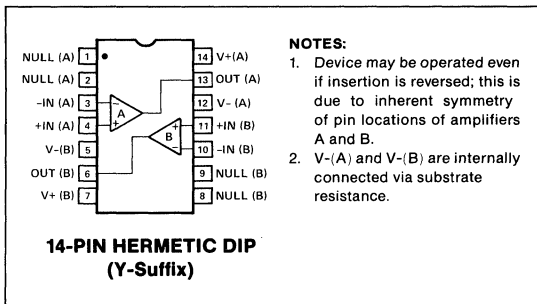 NULL (A) 1
NULL (A) 2
–IN (A) 3
+IN (A) 4
V–(B) 5
OUT (B) 6
V+ (B) 7
14 V+(A)
13 OUT (A)
12 V– (A)
11 +IN (B)
10 –IN (B)
9 NULL (B)
8 NULL (B)
– A +
+ B –
14-PIN HERMETIC DIP
(Y-Suffix)
NOTES:
1. Device may be operated even
if insertion is reversed; this is
due to inherent symmetry
of pin locations of amplifiers
A and B.
2. V-(A) and V-(B) are internally
connected via substrate
resistance.